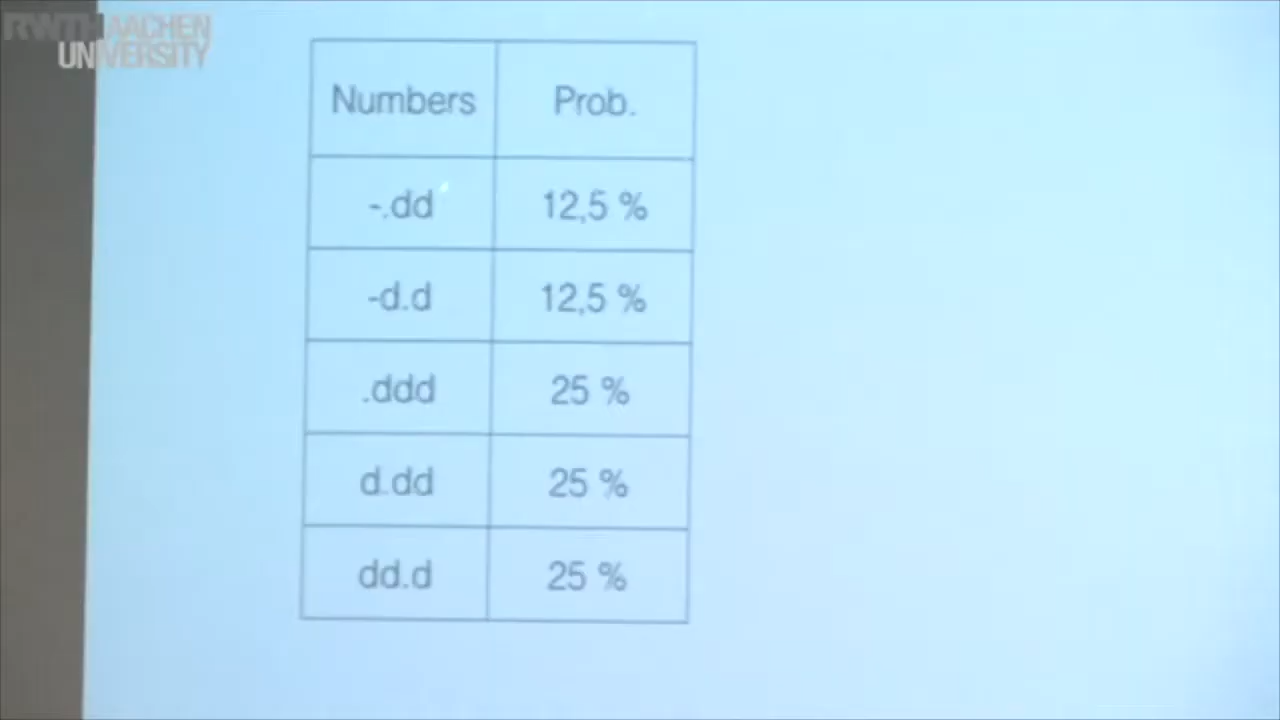 RWTH AACHEN
UNIVERSITY
Numbers Prob.
-.dd 12,5 %
-d.d 12,5 %
.ddd 25 %
d.dd 25 %
dd.d 25 %